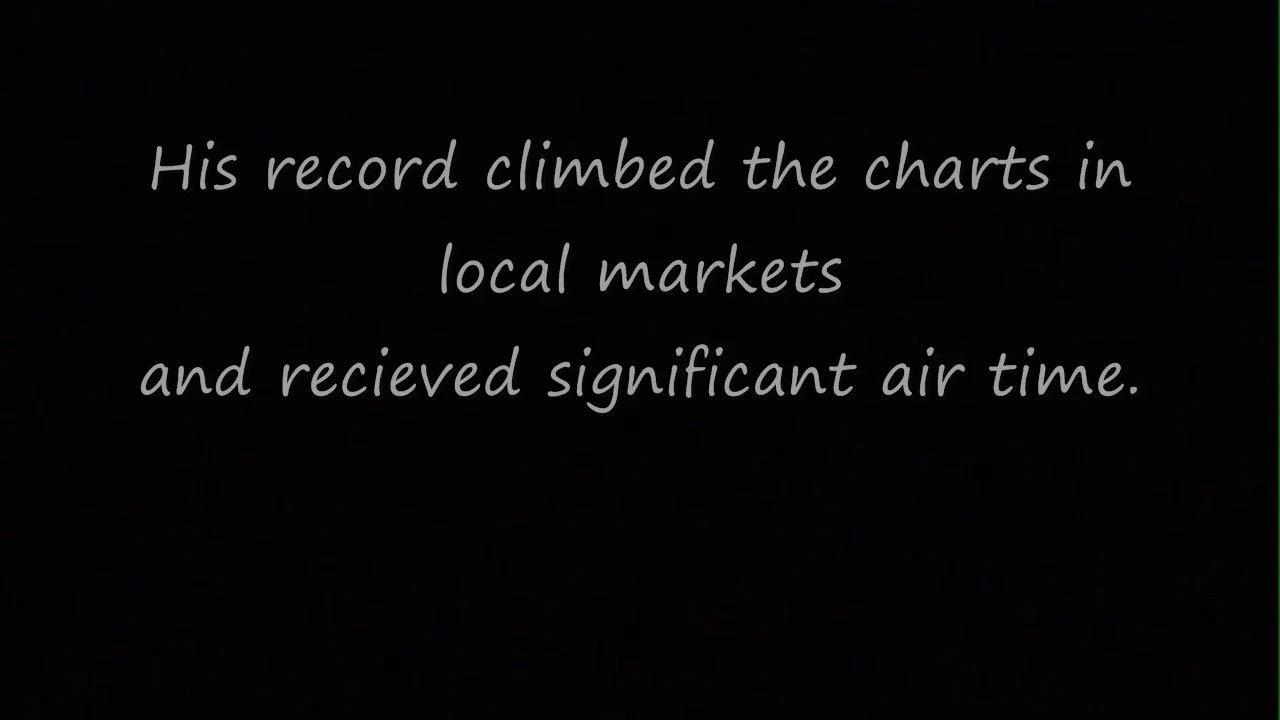 His record climbed the charts in
local markets
and recieved significant air time.